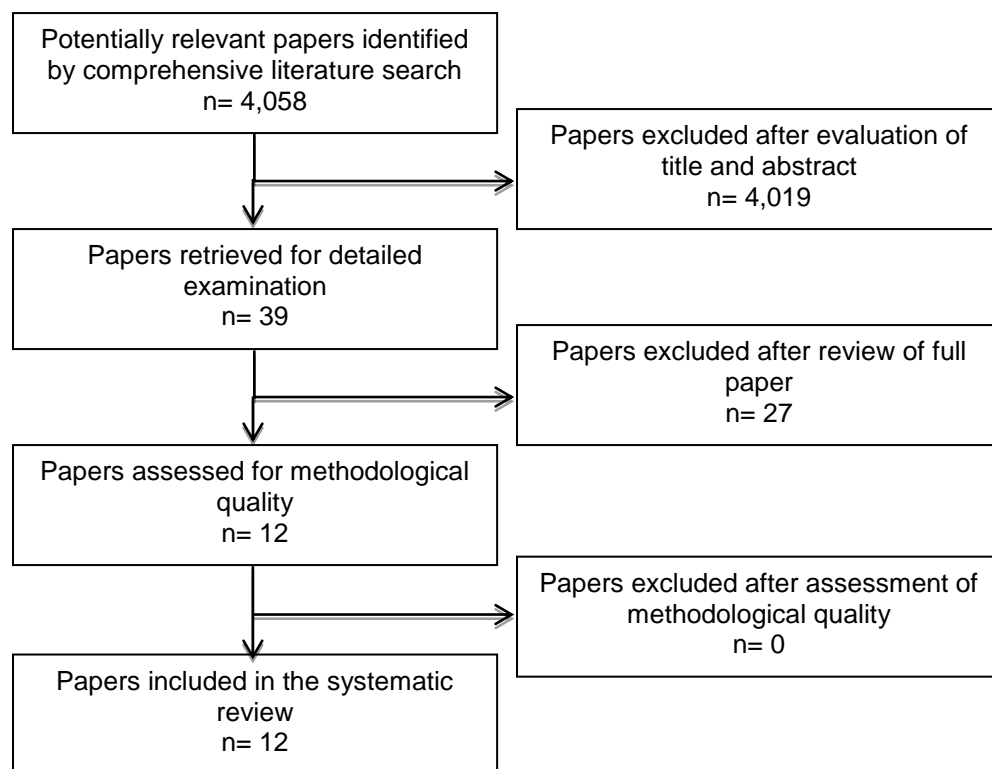 Potentially relevant papers identified
by comprehensive literature search
n= 4,058
Papers excluded after evaluation of
title and abstract
n= 4,019
Papers retrieved for detailed
examination
n= 39
Papers excluded after review of full
paper
n= 27
Papers assessed for methodological
quality
n= 12
Papers excluded after assessment of
methodological quality
n= 0
Papers included in the systematic
review
n= 12